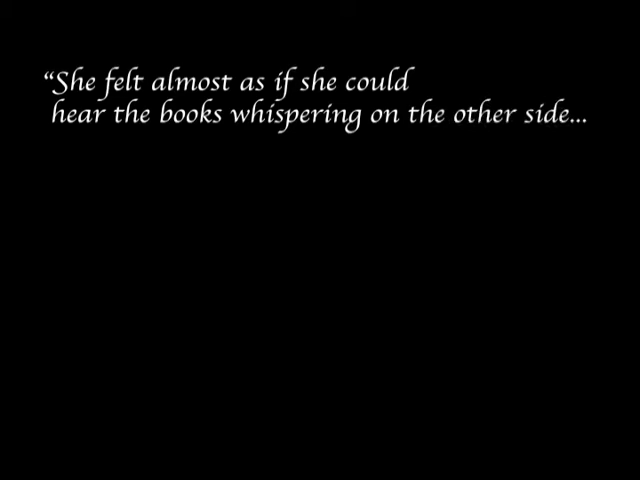 “She felt almost as if she could
hear the books whispering on the other side...